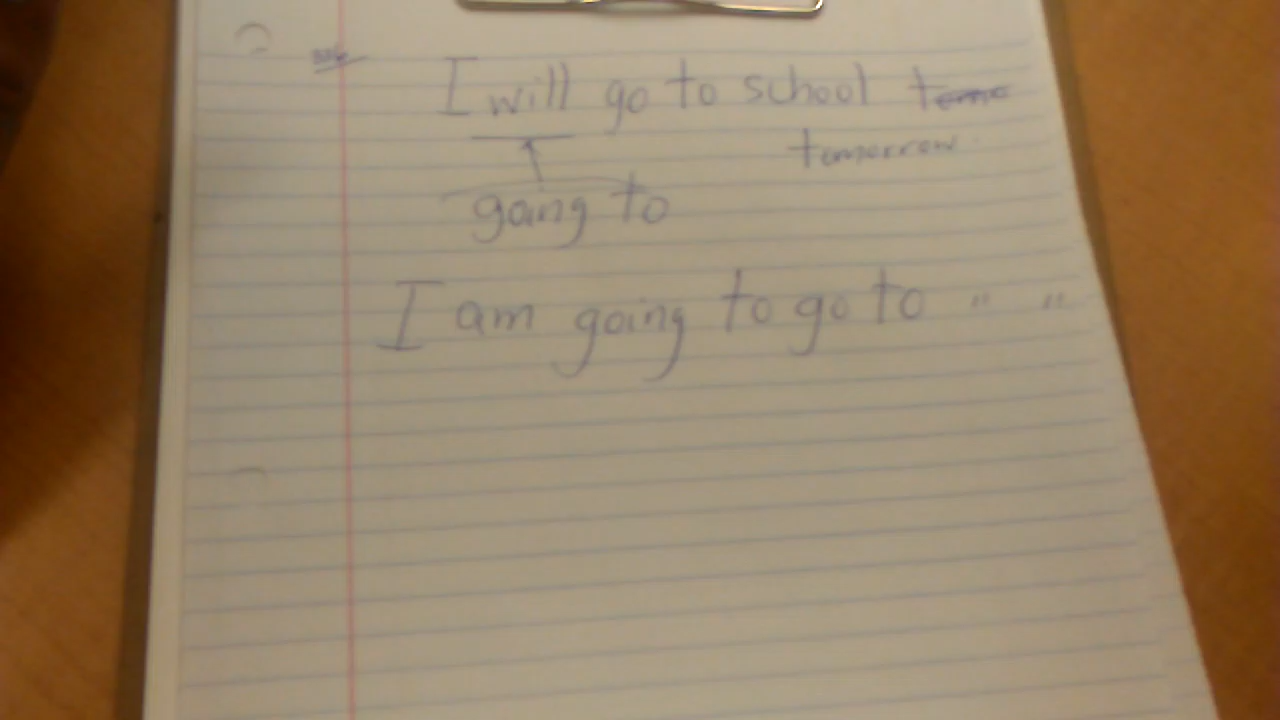 I will go to school
tomorrow.
going to
I am going to go to " "